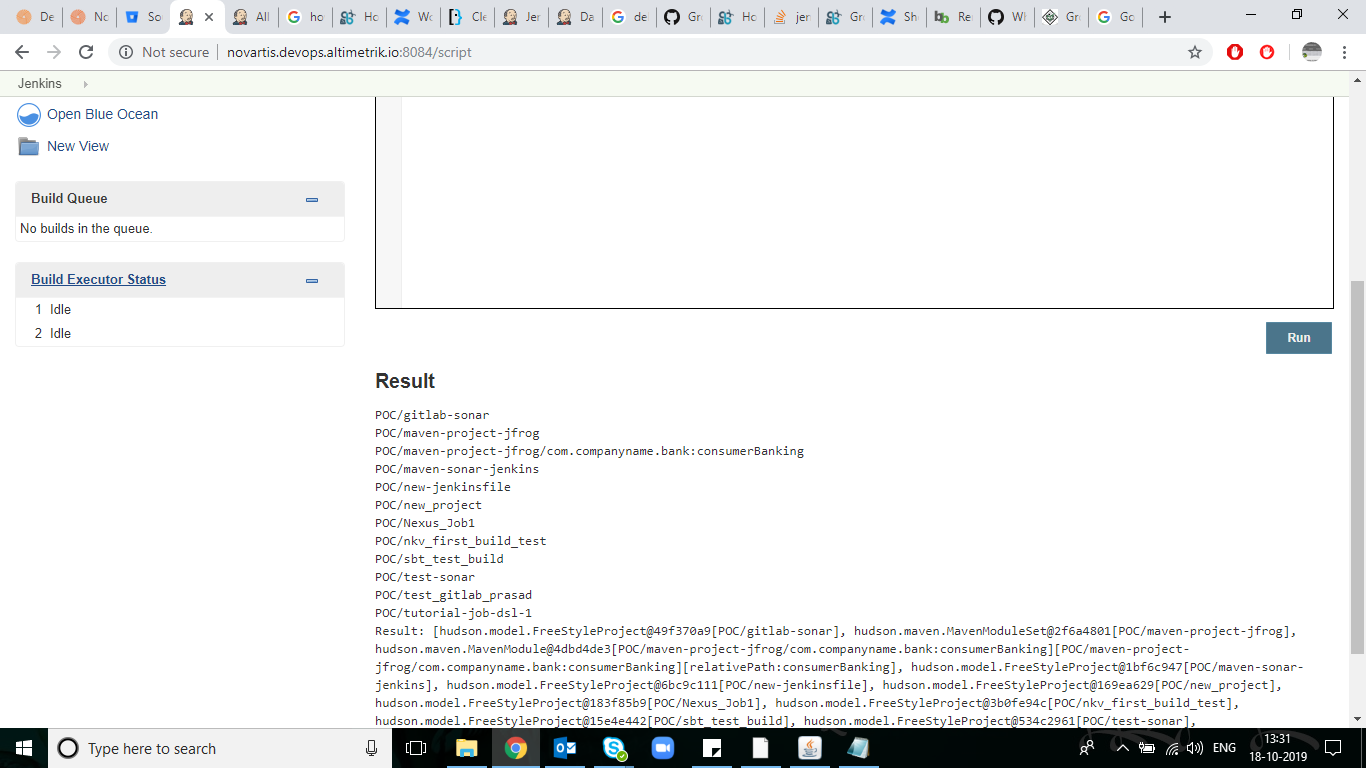 De
No
So
All
ho
Ho
Wo
Cle
Jer
Da
de
Gr
Ho
jer
Gr
Sh
Re
Wl
Gr
Go
Not secure
novartis.devops.altimetrik.io:8084/script
Jenkins
Open Blue Ocean
New View
Build Queue
No builds in the queue.
Build Executor Status
1 Idle
2 Idle
Run
Result
POC/gitlab-sonar
POC/maven-project-jfrog
POC/maven-project-jfrog/com.companyname.bank:consumerBanking
POC/maven-sonar-jenkins
POC/new-jenkinsfile
POC/new_project
POC/Nexus_Job1
POC/nkv_first_build_test
POC/sbt_test_build
POC/test-sonar
POC/test_gitlab_prasad
POC/tutorial-job-dsl-1
Result: [hudson.model.FreeStyleProject@49f370a9[POC/gitlab-sonar], hudson.maven.MavenModuleSet@2f6a4801[POC/maven-project-jfrog],
hudson.maven.MavenModule@4dbd4de3[POC/maven-project-jfrog/com.companyname.bank:consumerBanking][POC/maven-project-
jfrog/com.companyname.bank:consumerBanking][relativePath:consumerBanking], hudson.model.FreeStyleProject@1bf6c947[POC/maven-sonar-
jenkins], hudson.model.FreeStyleProject@6bc9c111[POC/new-jenkinsfile], hudson.model.FreeStyleProject@169ea629[POC/new_project],
hudson.model.FreeStyleProject@183f85b9[POC/Nexus_Job1], hudson.model.FreeStyleProject@3b0fe94c[POC/nkv_first_build_test],
hudson.model.FreeStyleProject@15e4e442[POC/sbt_test_build], hudson.model.FreeStyleProject@534c2961[POC/test-sonar],
Type here to search
ENG
13:31
18-10-2019